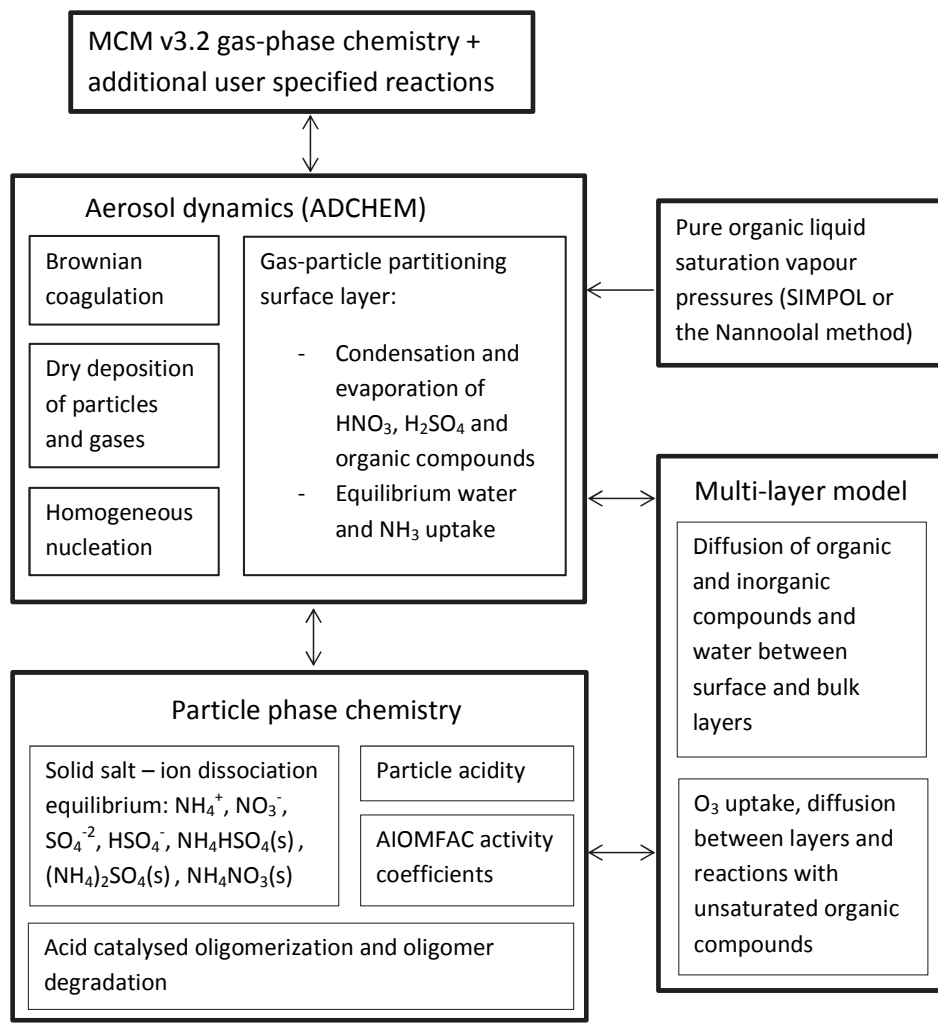 MCM v3.2 gas-phase chemistry +
additional user specified reactions
Aerosol dynamics (ADCHEM)
Brownian
coagulation
Dry deposition
of particles
and gases
Homogeneous
nucleation
Gas-particle partitioning
surface layer:
- Condensation and
evaporation of
HNO₃, H₂SO₄ and
organic compounds
- Equilibrium water
and NH₃ uptake
Pure organic liquid
saturation vapour
pressures (SIMPOL or
the Nannoolal method)
Multi-layer model
Diffusion of organic
and inorganic
compounds and
water between
surface and bulk
layers
O₃ uptake, diffusion
between layers and
reactions with
unsaturated organic
compounds
Particle phase chemistry
Solid salt – ion dissociation
equilibrium: NH₄⁺, NO₃⁻,
SO₄⁻², HSO₄⁻, NH₄HSO₄(s) ,
(NH₄)₂SO₄(s) , NH₄NO₃(s)
Particle acidity
AIOMFAC activity
coefficients
Acid catalysed oligomerization and oligomer
degradation